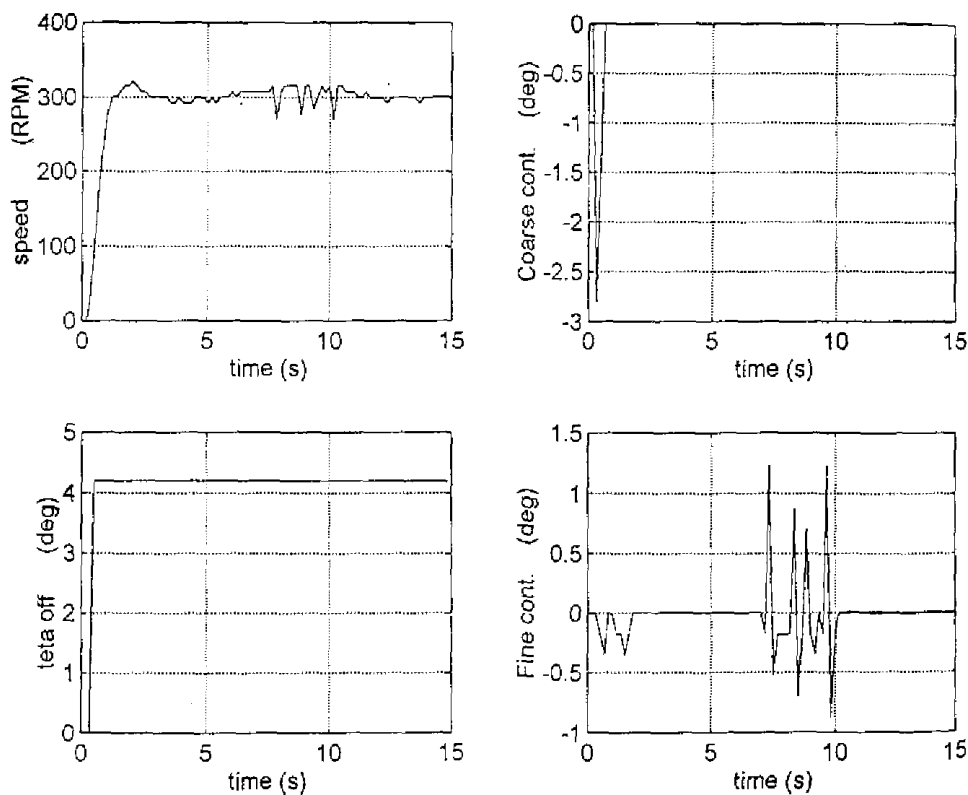 400
300
200
100
0
speed (RPM)
0 5 10 15
time (s)
0
-0.5
-1
-1.5
-2
-2.5
-3
Coarse cont. (deg)
0 5 10 15
time (s)
5
4
3
2
1
0
teta off (deg)
0 5 10 15
time (s)
1.5
1
0.5
0
-0.5
-1
Fine cont. (deg)
0 5 10 15
time (s)